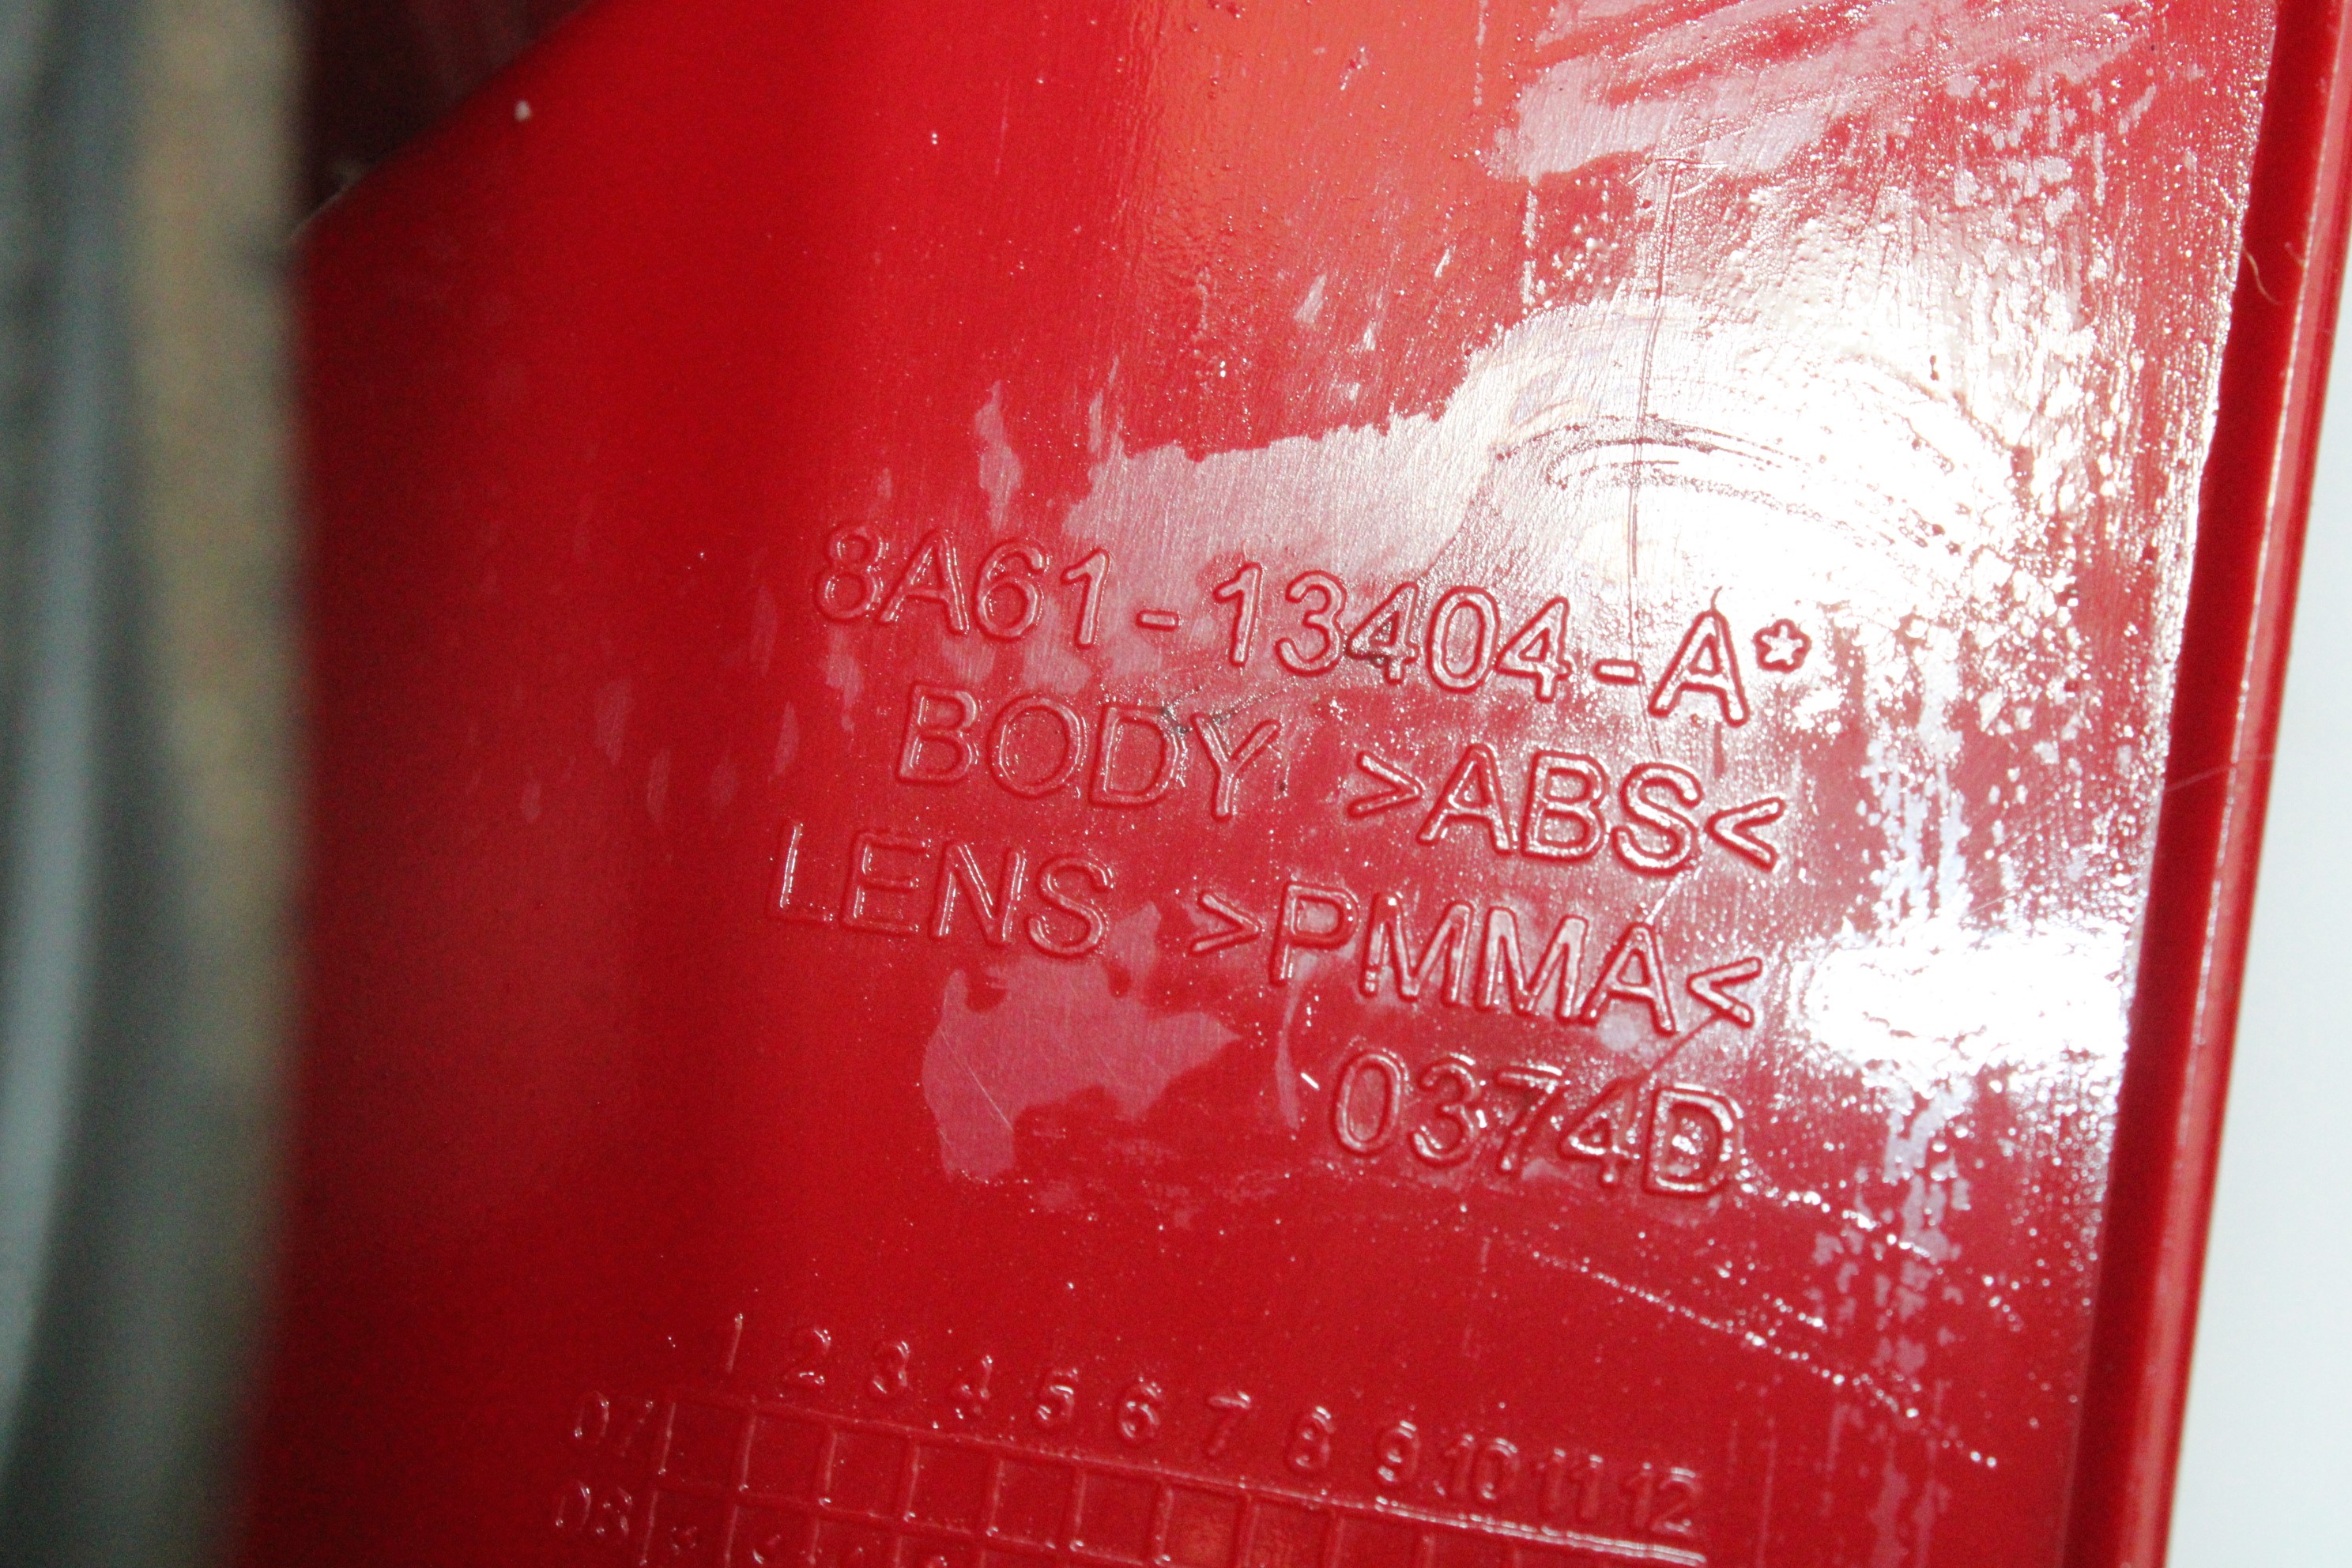 8A61-13404-A*
BODY >ABS<
LENS >PMMA<
0374D
1 2 3 4 5 6 7 8 9 10 11 12
07
08